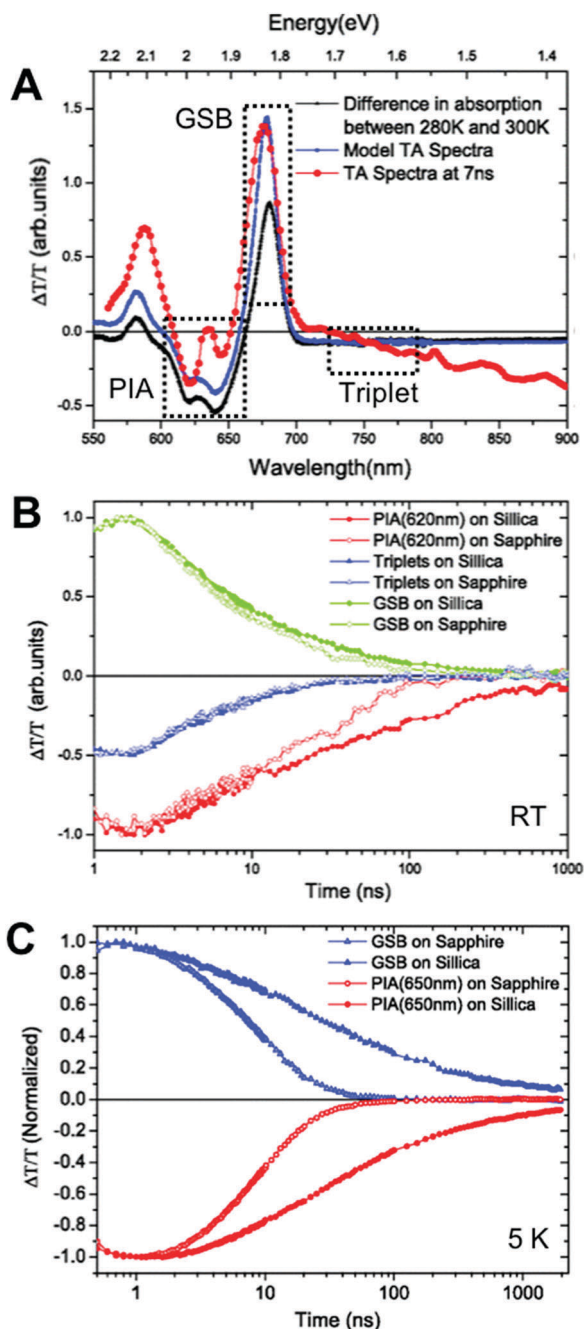 Energy(eV)
2.2 2.1 2 1.9 1.8 1.7 1.6 1.5 1.4
A
GSB
Difference in absorption
between 280K and 300K
Model TA Spectra
TA Spectra at 7ns
1.5
1.0
0.5
0.0
-0.5
ΔT/T (arb.units)
PIA
Triplet
550 600 650 700 750 800 850 900
Wavelength(nm)
B
PIA(620nm) on Sillica
PIA(620nm) on Sapphire
Triplets on Sillica
Triplets on Sapphire
GSB on Sillica
GSB on Sapphire
1.0
0.5
0.0
-0.5
-1.0
ΔT/T (arb.units)
RT
1 10 100 1000
Time (ns)
C
GSB on Sapphire
GSB on Sillica
PIA(650nm) on Sapphire
PIA(650nm) on Sillica
1.0
0.8
0.6
0.4
0.2
0.0
-0.2
-0.4
-0.6
-0.8
-1.0
ΔT/T (Normalized)
5 K
1 10 100 1000
Time (ns)